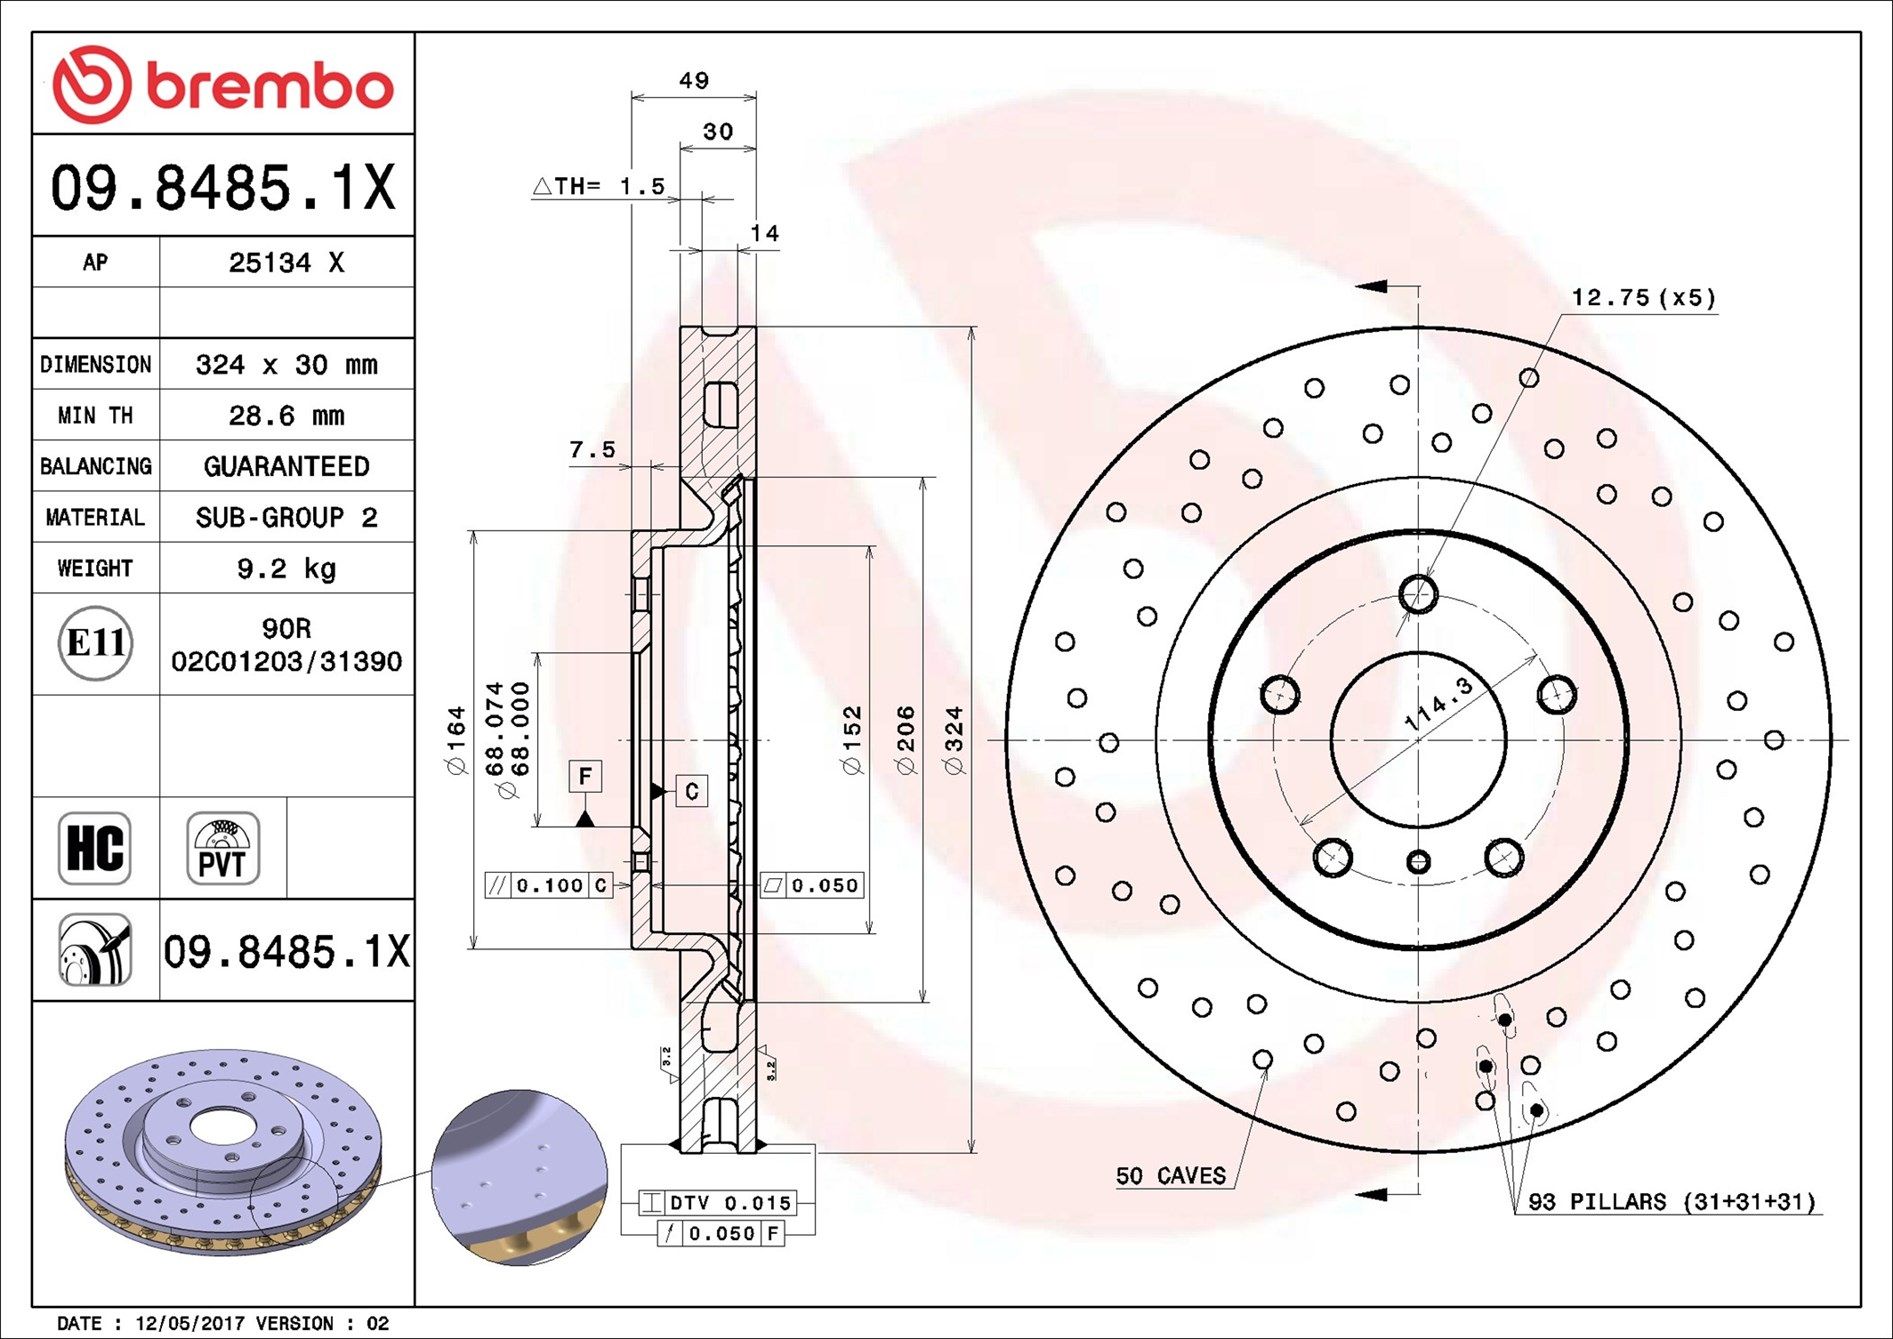 brembo
09.8485.1X
AP 25134 X
DIMENSION 324 x 30 mm
MIN TH 28.6 mm
BALANCING GUARANTEED
MATERIAL SUB-GROUP 2
WEIGHT 9.2 kg
E11 90R
02C01203/31390
HC PVT
09.8485.1X
DATE : 12/05/2017 VERSION : 02
49
30
△TH= 1.5
14
7.5
Ø164
Ø 68.074
68.000
F
C
Ø152
Ø206
Ø324
// 0.100 C
▱ 0.050
3.2
3.2
DTV 0.015
0.050 F
12.75(x5)
114.3
50 CAVES
93 PILLARS (31+31+31)